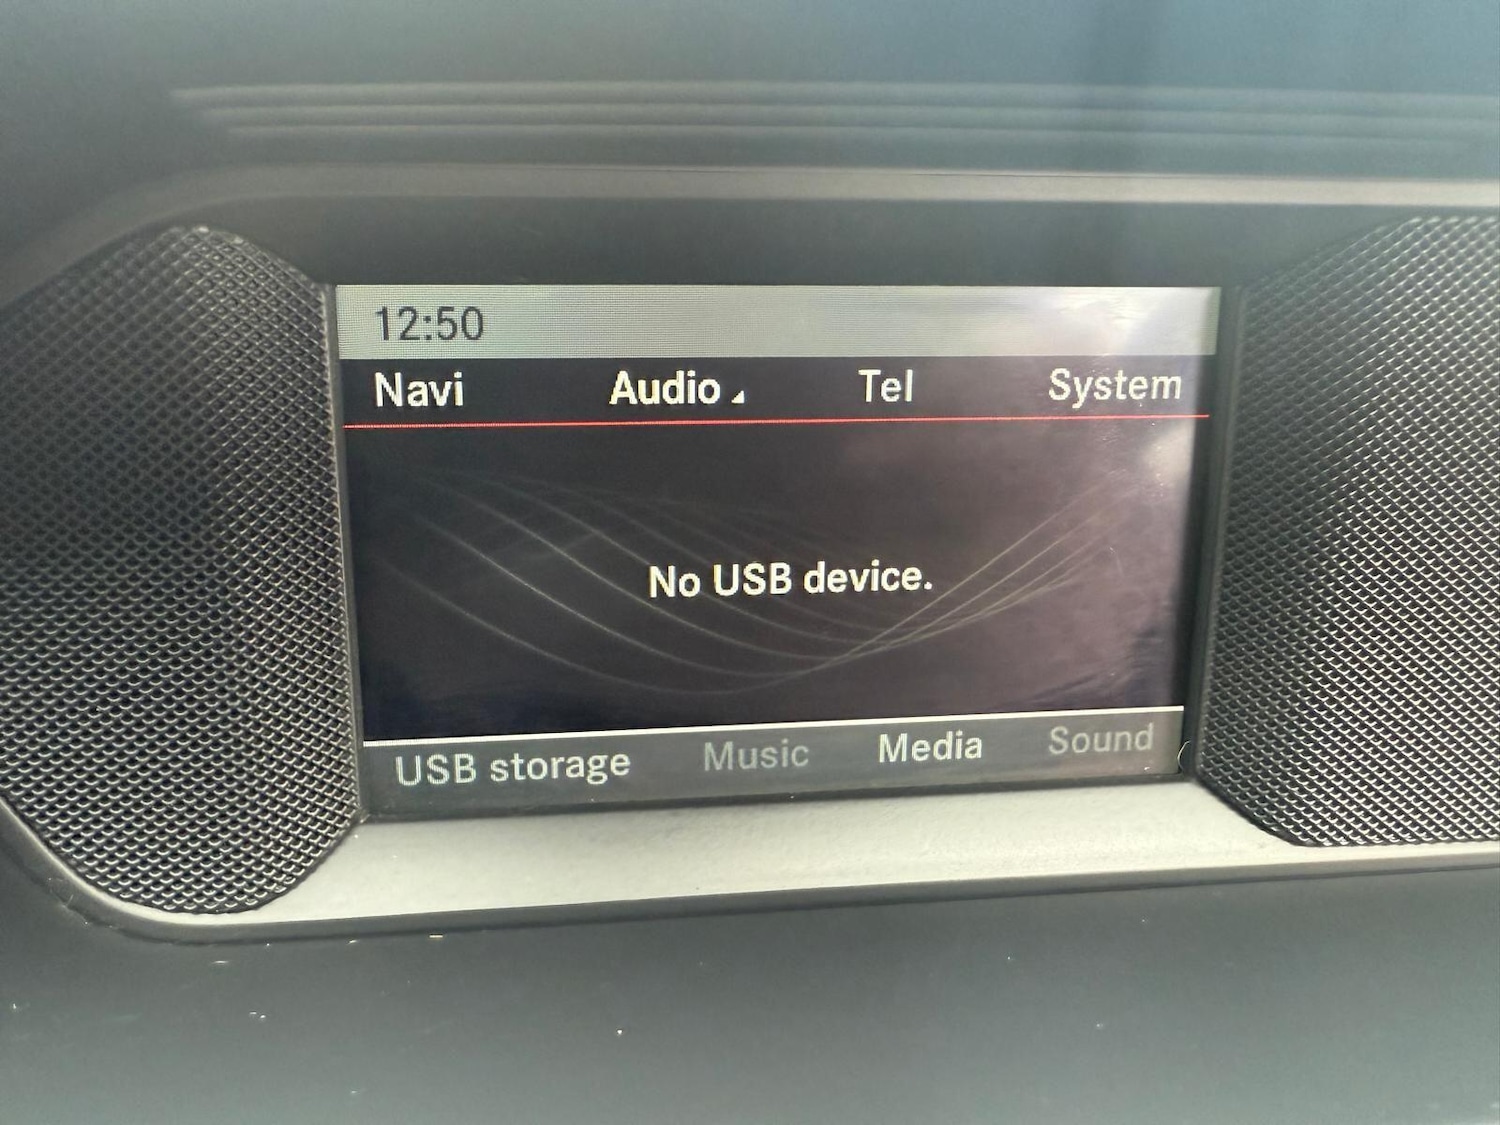 12:50
Navi Audio Tel System
No USB device.
USB storage Music Media Sound